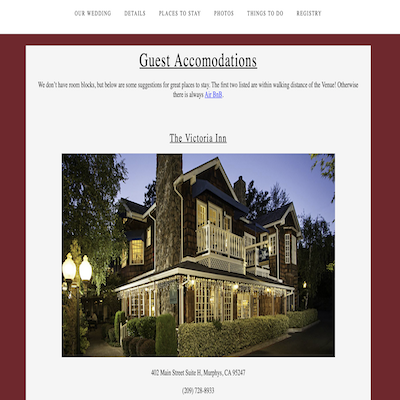 OUR WEDDING DETAILS PLACES TO STAY PHOTOS THINGS TO DO REGISTRY
Guest Accomodations
We don't have room blocks, but below are some suggestions for great places to stay. The first two listed are within walking distance of the Venue! Otherwise
there is always Air BnB.
The Victoria Inn
402 Main Street Suite H, Murphys, CA 95247
(209) 728-8933